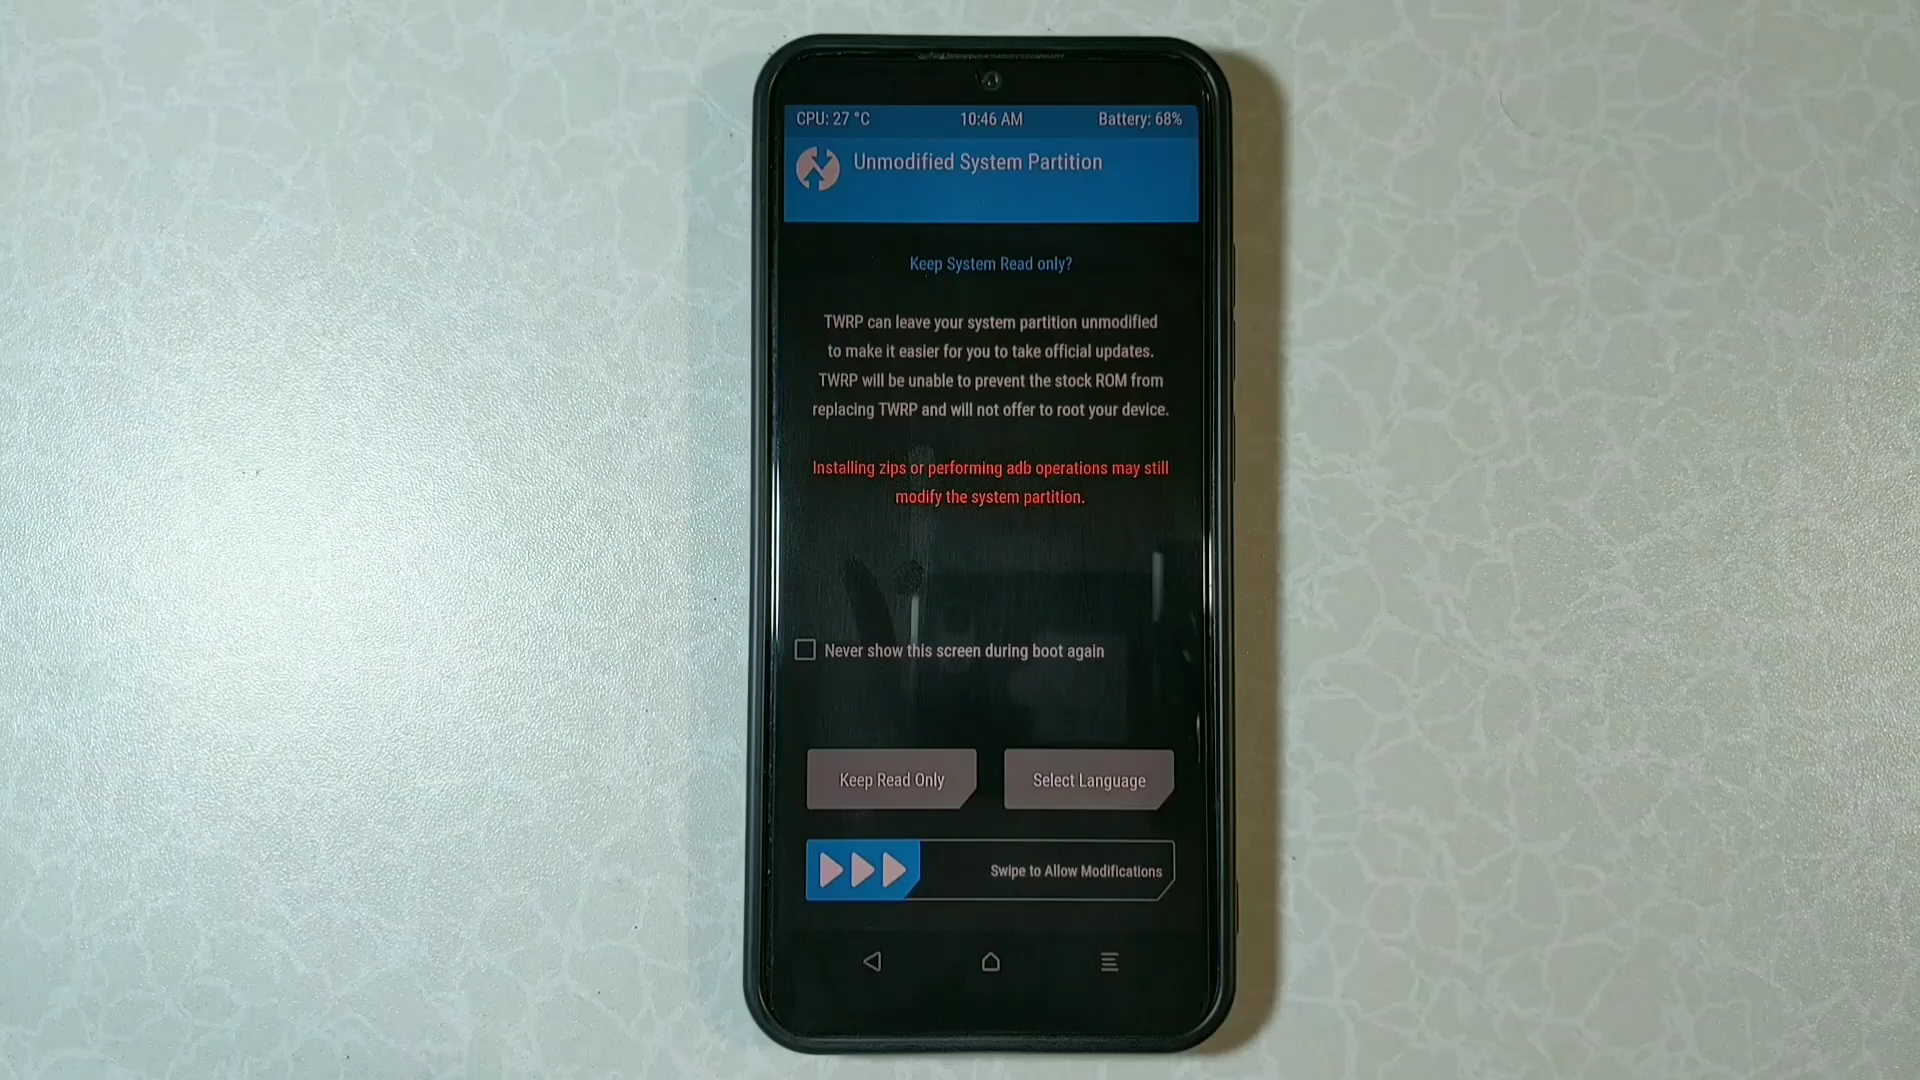 CPU: 27 °C 10:46 AM Battery: 68%
Unmodified System Partition
Keep System Read only?
TWRP can leave your system partition unmodified
to make it easier for you to take official updates.
TWRP will be unable to prevent the stock ROM from
replacing TWRP and will not offer to root your device.
Installing zips or performing adb operations may still
modify the system partition.
Never show this screen during boot again
Keep Read Only Select Language
Swipe to Allow Modifications